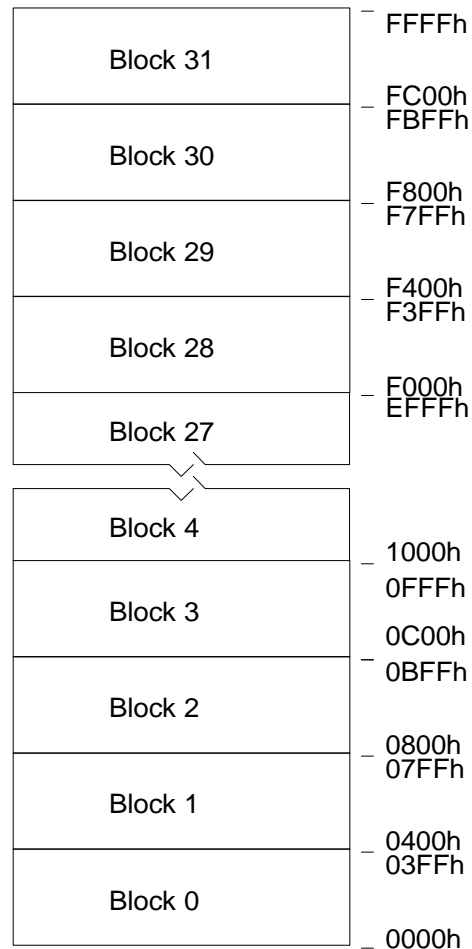 FFFFh
Block 31
FC00h
FBFFh
Block 30
F800h
F7FFh
Block 29
F400h
F3FFh
Block 28
F000h
EFFFh
Block 27
Block 4
1000h
0FFFh
Block 3
0C00h
0BFFh
Block 2
0800h
07FFh
Block 1
0400h
03FFh
Block 0
0000h